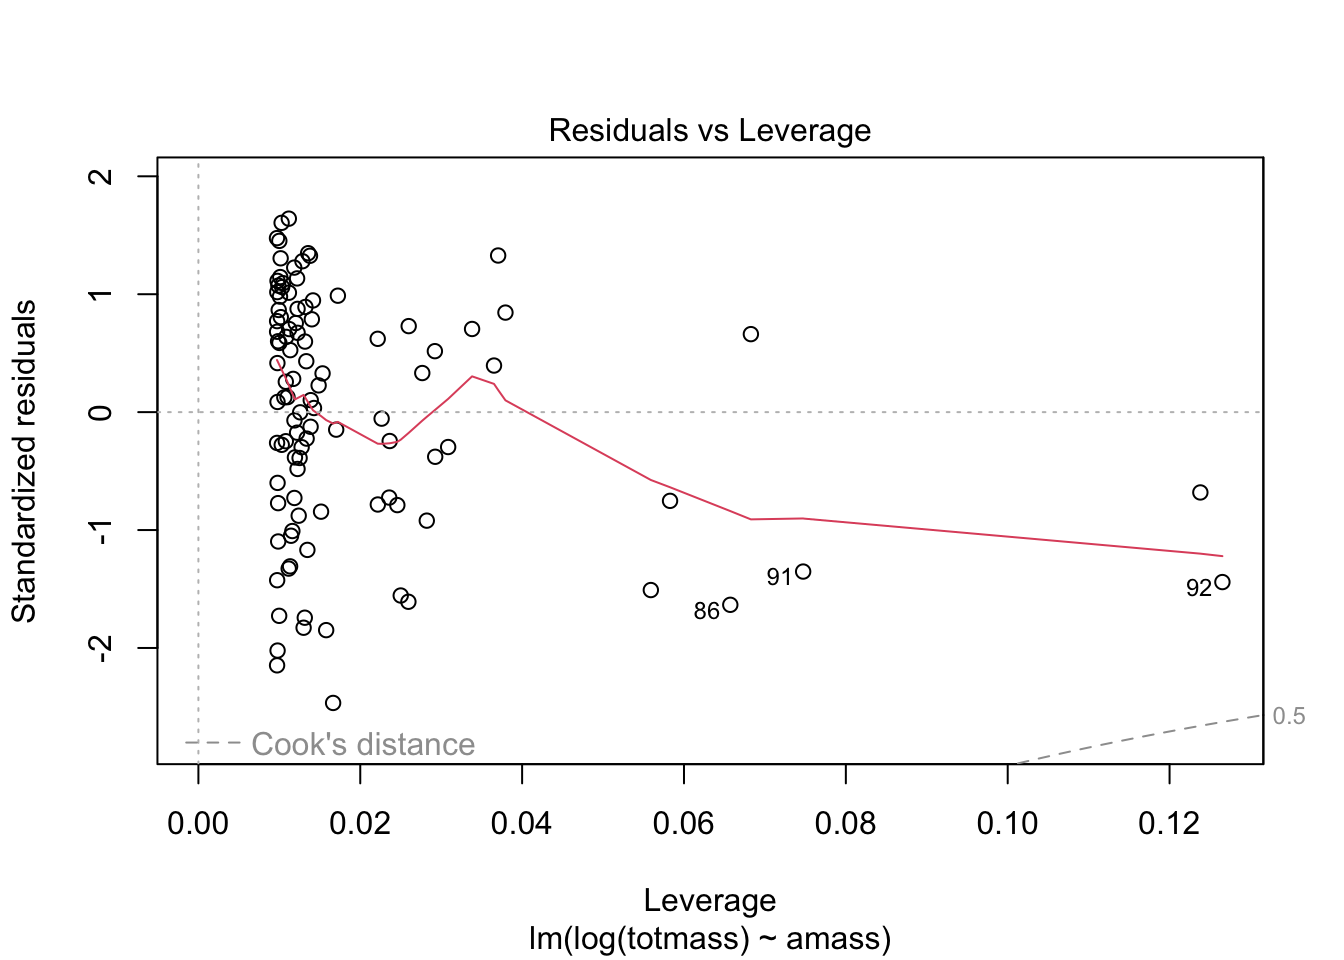 Residuals vs Leverage
Standardized residuals
2
1
0
-1
-2
91
86
92
0.5
Cook's distance
0.00 0.02 0.04 0.06 0.08 0.10 0.12
Leverage
lm(log(totmass) ~ amass)